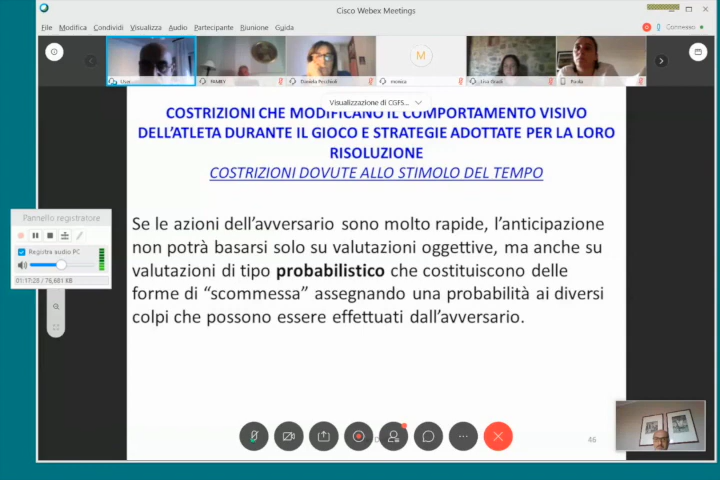 Cisco Webex Meetings
File Modifica Condividi Visualizza Audio Partecipante Riunione Guida
Connesso
M
User
Daniela Pecchioli
monica
Paola
Visualizzazione di CGFS...
COSTRIZIONI CHE MODIFICANO IL COMPORTAMENTO VISIVO
DELL'ATLETA DURANTE IL GIOCO E STRATEGIE ADOTTATE PER LA LORO
RISOLUZIONE
COSTRIZIONI DOVUTE ALLO STIMOLO DEL TEMPO
Pannello registratore
Registra audio PC
01:17:20 / 76,681 KB
Se le azioni dell'avversario sono molto rapide, l'anticipazione
non potrà basarsi solo su valutazioni oggettive, ma anche su
valutazioni di tipo probabilistico che costituiscono delle
forme di "scommessa" assegnando una probabilità ai diversi
colpi che possono essere effettuati dall'avversario.
46